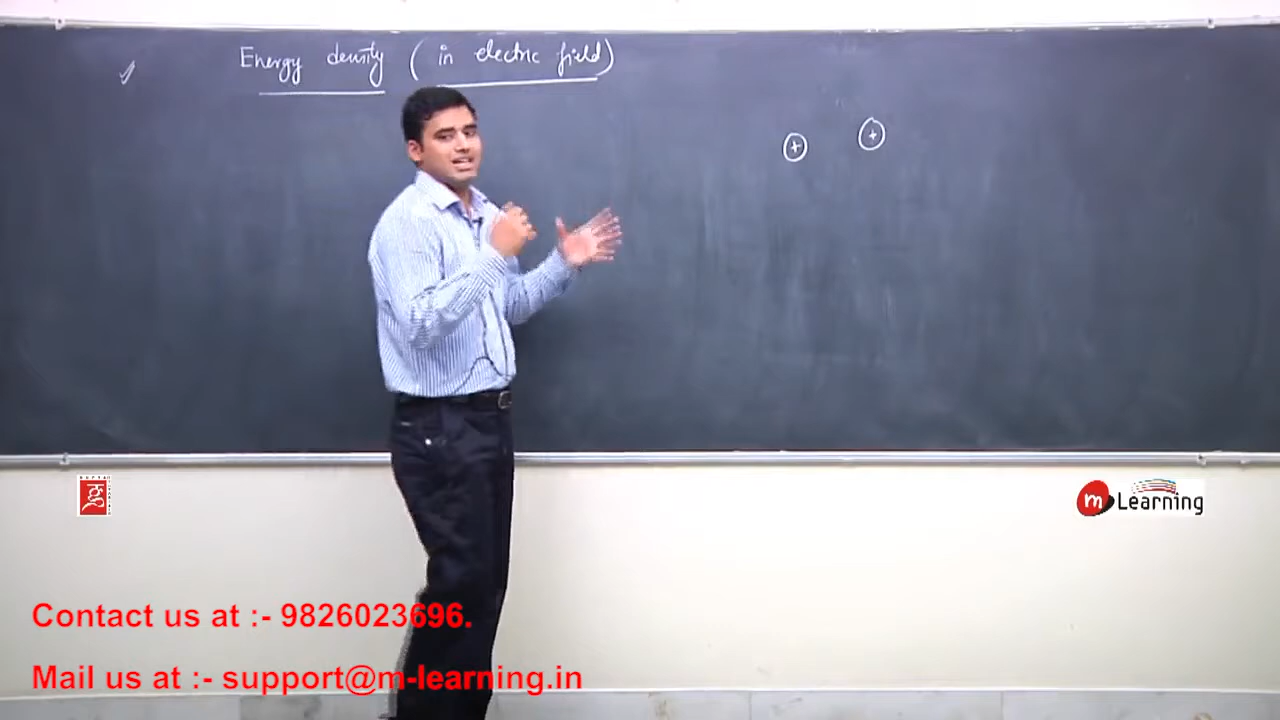 Energy density ( in electric field )
+ +
m Learning
Contact us at :- 9826023696.
Mail us at :- support@m-learning.in